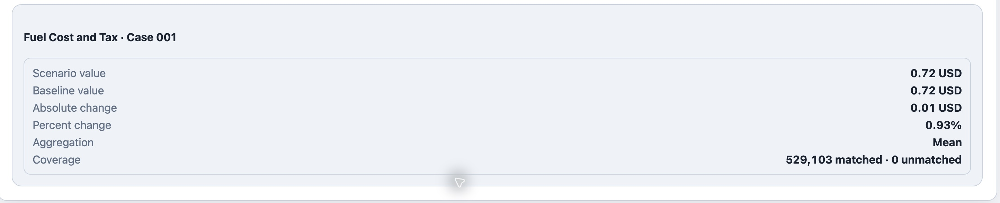 Fuel Cost and Tax · Case 001
Scenario value 0.72 USD
Baseline value 0.72 USD
Absolute change 0.01 USD
Percent change 0.93%
Aggregation Mean
Coverage 529,103 matched · 0 unmatched